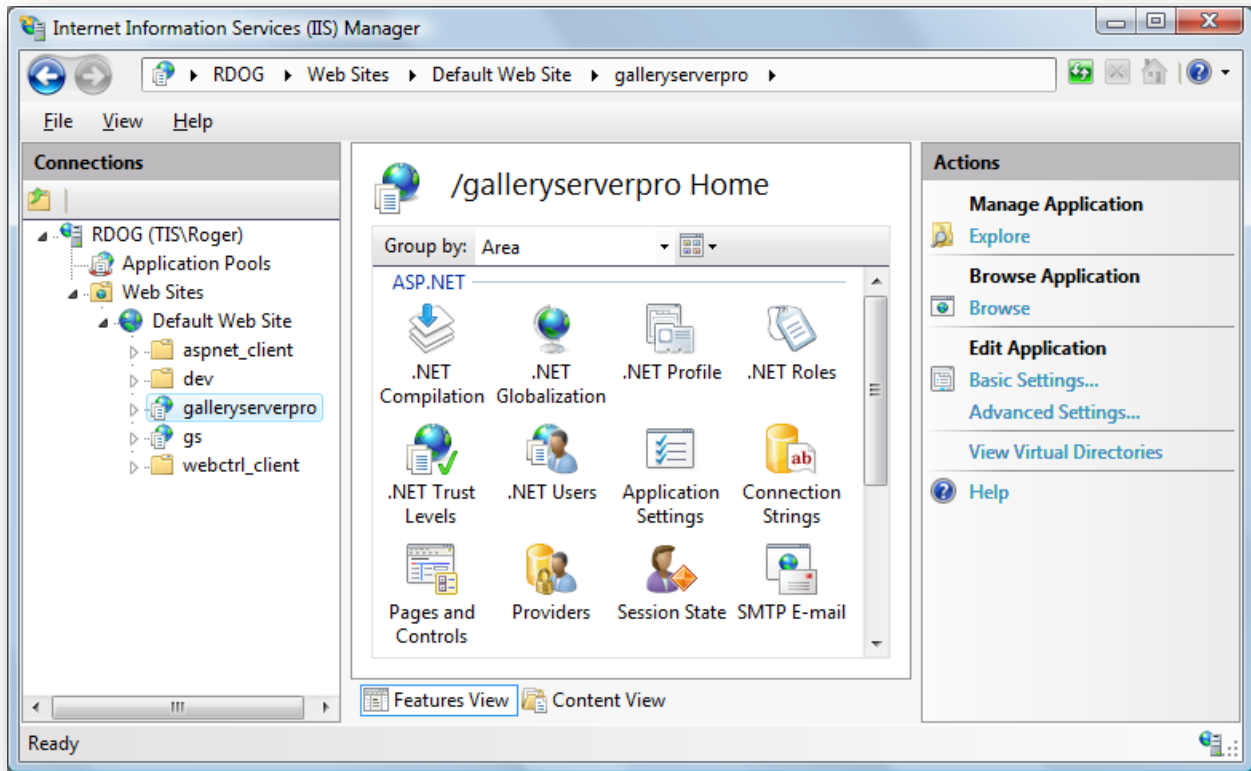 Internet Information Services (IIS) Manager
RDOG Web Sites Default Web Site galleryserverpro
File View Help
Connections
RDOG (TIS\Roger)
Application Pools
Web Sites
Default Web Site
aspnet_client
dev
galleryserverpro
gs
webctrl_client
/galleryserverpro Home
Group by: Area
ASP.NET
.NET Compilation
.NET Globalization
.NET Profile
.NET Roles
.NET Trust Levels
.NET Users
Application Settings
ab
Connection Strings
Pages and Controls
Providers
Session State
SMTP E-mail
Features View
Content View
Actions
Manage Application
Explore
Browse Application
Browse
Edit Application
Basic Settings...
Advanced Settings...
View Virtual Directories
Help
Ready